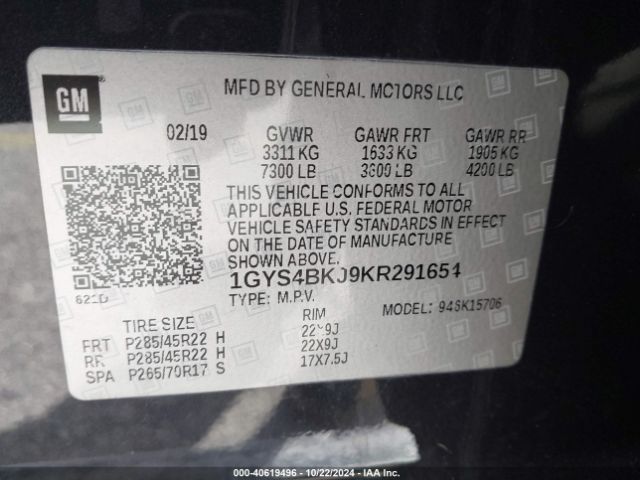 GM
MFD BY GENERAL MOTORS LLC
02/19 GVWR GAWR FRT GAWR RR
3311 KG 1633 KG 1905 KG
7300 LB 3600 LB 4200 LB
THIS VEHICLE CONFORMS TO ALL
APPLICABLE U.S. FEDERAL MOTOR
VEHICLE SAFETY STANDARDS IN EFFECT
ON THE DATE OF MANUFACTURE SHOWN ABOVE.
1GYS4BKJ9KR291654
TYPE: M.P.V. MODEL:
TIRE SIZE RIM
FRT P285/45R22 H 22X9J
RR P285/45R22 H 22X9J
SPA P265/70R17 S 17X7.5J
000-40619496 - 10/22/2024 - IAA Inc.